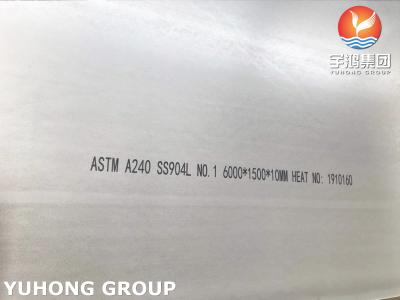 宇鸿集团
YUHONG GROUP
ASTM A240 SS904L NO.1 6000*1500*10MM HEAT NO: 1910160
YUHONG GROUP